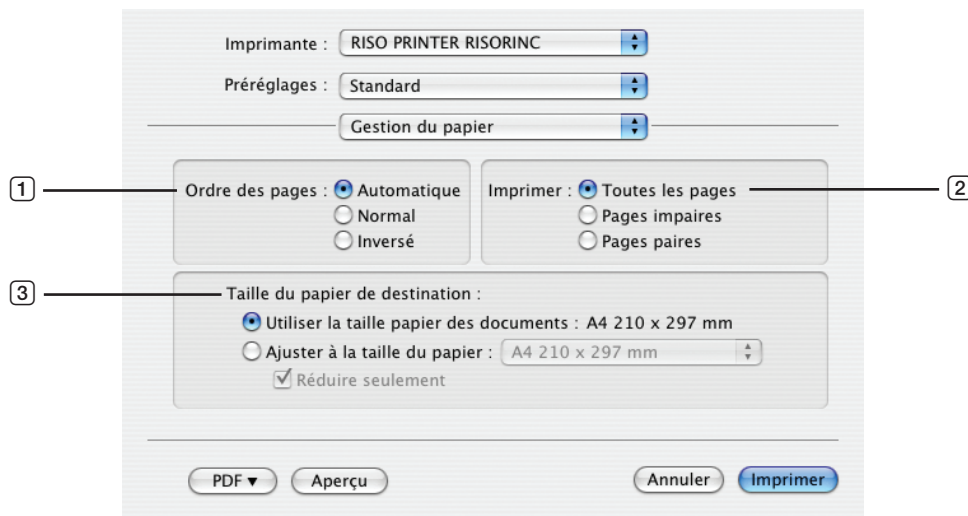 Imprimante : RISO PRINTER RISORINC
Préréglages : Standard
Gestion du papier
1 Ordre des pages : Automatique
Normal
Inversé
Imprimer : Toutes les pages 2
Pages impaires
Pages paires
3 Taille du papier de destination :
Utiliser la taille papier des documents : A4 210 x 297 mm
Ajuster à la taille du papier : A4 210 x 297 mm
Réduire seulement
PDF ▼ Aperçu Annuler Imprimer